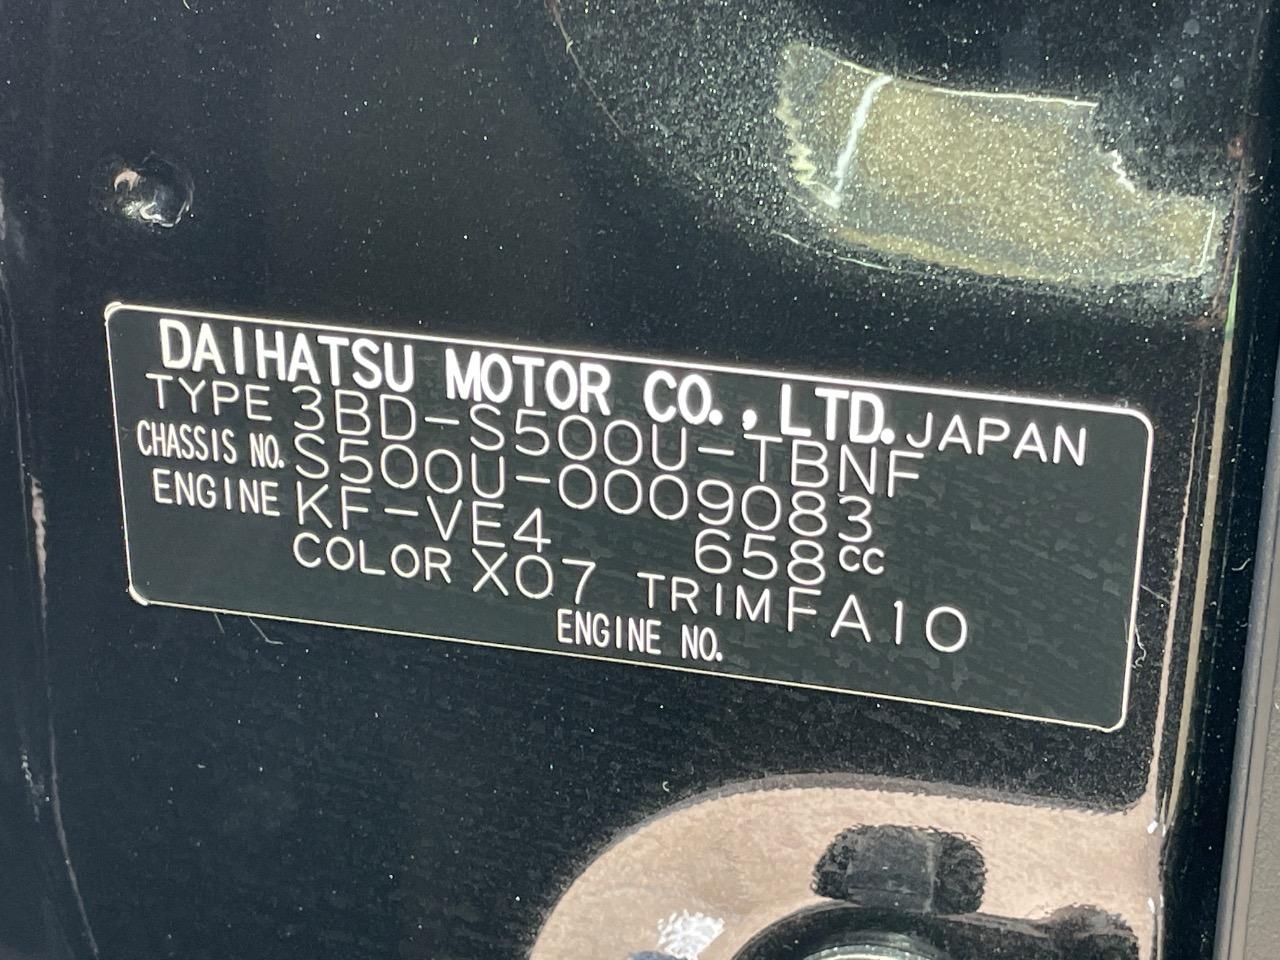 DAIHATSU MOTOR CO., LTD. JAPAN
TYPE 3BD-S500U-TBNF
CHASSIS NO. S500U-0009083
ENGINE KF-VE4 658cc
COLOR X07 TRIM FA10
ENGINE NO.